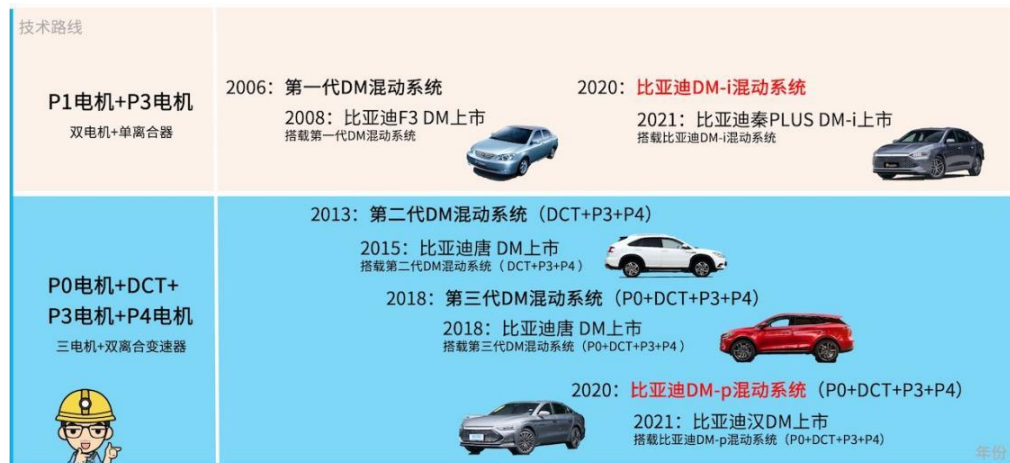 技术路线
P1电机+P3电机
双电机+单离合器
2006：第一代DM混动系统
2008：比亚迪F3 DM上市
搭载第一代DM混动系统
2020：比亚迪DM-i混动系统
2021：比亚迪秦PLUS DM-i上市
搭载比亚迪DM-i混动系统
P0电机+DCT+
P3电机+P4电机
三电机+双离合变速器
2013：第二代DM混动系统（DCT+P3+P4）
2015：比亚迪唐 DM上市
搭载第二代DM混动系统（DCT+P3+P4）
2018：第三代DM混动系统（P0+DCT+P3+P4）
2018：比亚迪唐 DM上市
搭载第三代DM混动系统（P0+DCT+P3+P4）
2020：比亚迪DM-p混动系统（P0+DCT+P3+P4）
2021：比亚迪汉DM上市
搭载比亚迪DM-p混动系统（P0+DCT+P3+P4）
年份